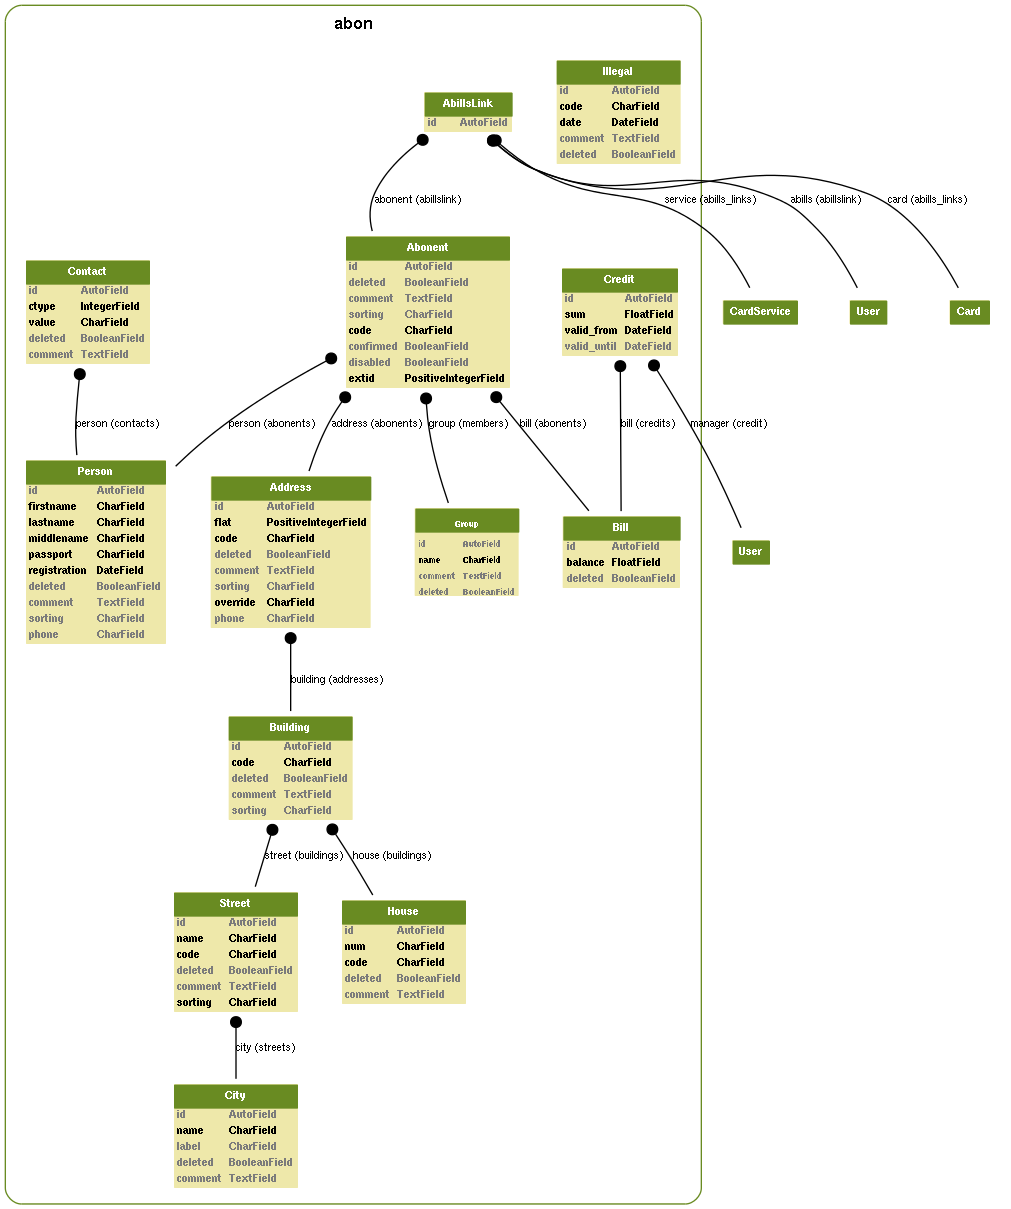 abon
AbillsLink
id AutoField
Illegal
id AutoField
code CharField
date DateField
comment TextField
deleted BooleanField
abonent (abillslink)
service (abills_links)
abills (abillslink)
card (abills_links)
Abonent
id AutoField
deleted BooleanField
comment TextField
sorting CharField
code CharField
confirmed BooleanField
disabled BooleanField
extid PositiveIntegerField
Contact
id AutoField
ctype IntegerField
value CharField
deleted BooleanField
comment TextField
Credit
id AutoField
sum FloatField
valid_from DateField
valid_until DateField
CardService
User
Card
person (contacts)
person (abonents)
address (abonents)
group (members)
bill (abonents)
bill (credits)
manager (credit)
Person
id AutoField
firstname CharField
lastname CharField
middlename CharField
passport CharField
registration DateField
deleted BooleanField
comment TextField
sorting CharField
phone CharField
Address
id AutoField
flat PositiveIntegerField
code CharField
deleted BooleanField
comment TextField
sorting CharField
override CharField
phone CharField
Group
id AutoField
name CharField
comment TextField
deleted BooleanField
Bill
id AutoField
balance FloatField
deleted BooleanField
User
building (addresses)
Building
id AutoField
code CharField
deleted BooleanField
comment TextField
sorting CharField
street (buildings)
house (buildings)
Street
id AutoField
name CharField
code CharField
deleted BooleanField
comment TextField
sorting CharField
House
id AutoField
num CharField
code CharField
deleted BooleanField
comment TextField
city (streets)
City
id AutoField
name CharField
label CharField
deleted BooleanField
comment TextField